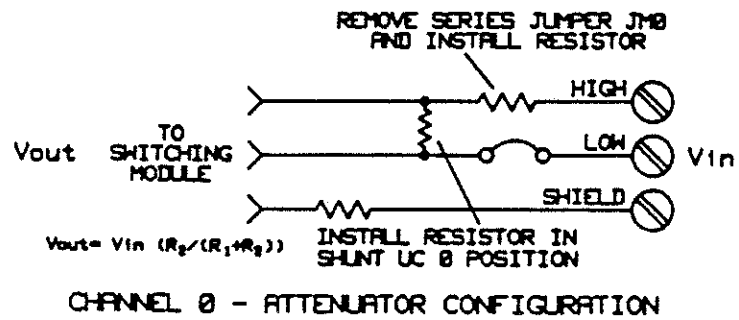 REMOVE SERIES JUMPER JM0
AND INSTALL RESISTOR
HIGH
Vout
TO
SWITCHING
MODULE
LOW
Vin
SHIELD
Vout= Vin (R₂/(R₁+R₂))
INSTALL RESISTOR IN
SHUNT UC 0 POSITION
CHANNEL 0 - ATTENUATOR CONFIGURATION